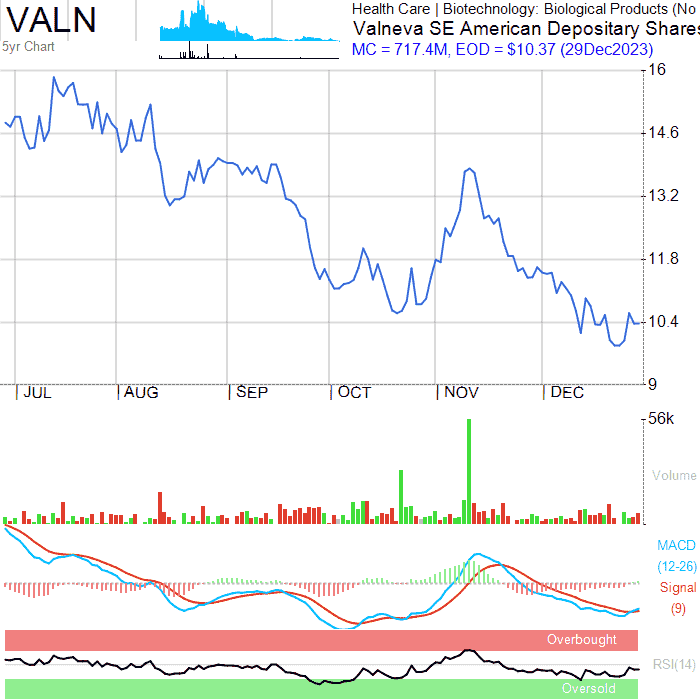 VALN
5yr Chart
Health Care | Biotechnology: Biological Products (No
Valneva SE American Depositary Shares
MC = 717.4M, EOD = $10.37 (29Dec2023)
16
14.6
13.2
11.8
10.4
9
JUL AUG SEP OCT NOV DEC
56k
Volume
MACD
(12-26)
Signal
(9)
Overbought
RSI(14)
Oversold